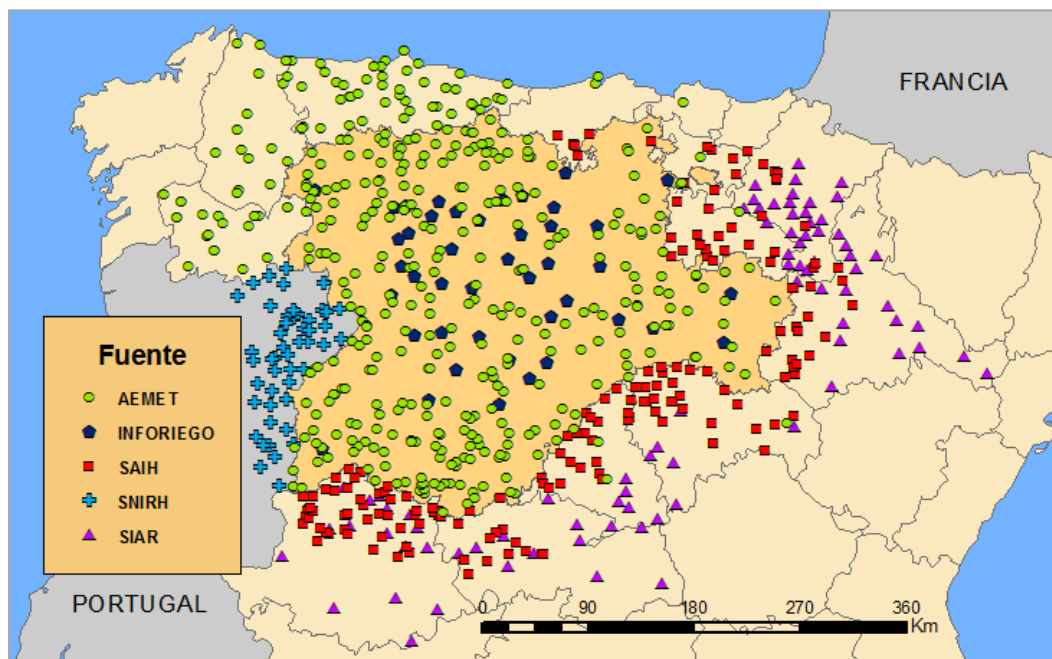 FRANCIA
Fuente
AEMET
INFORIEGO
SAIH
SNIRH
SIAR
PORTUGAL
0 90 180 270 360
Km